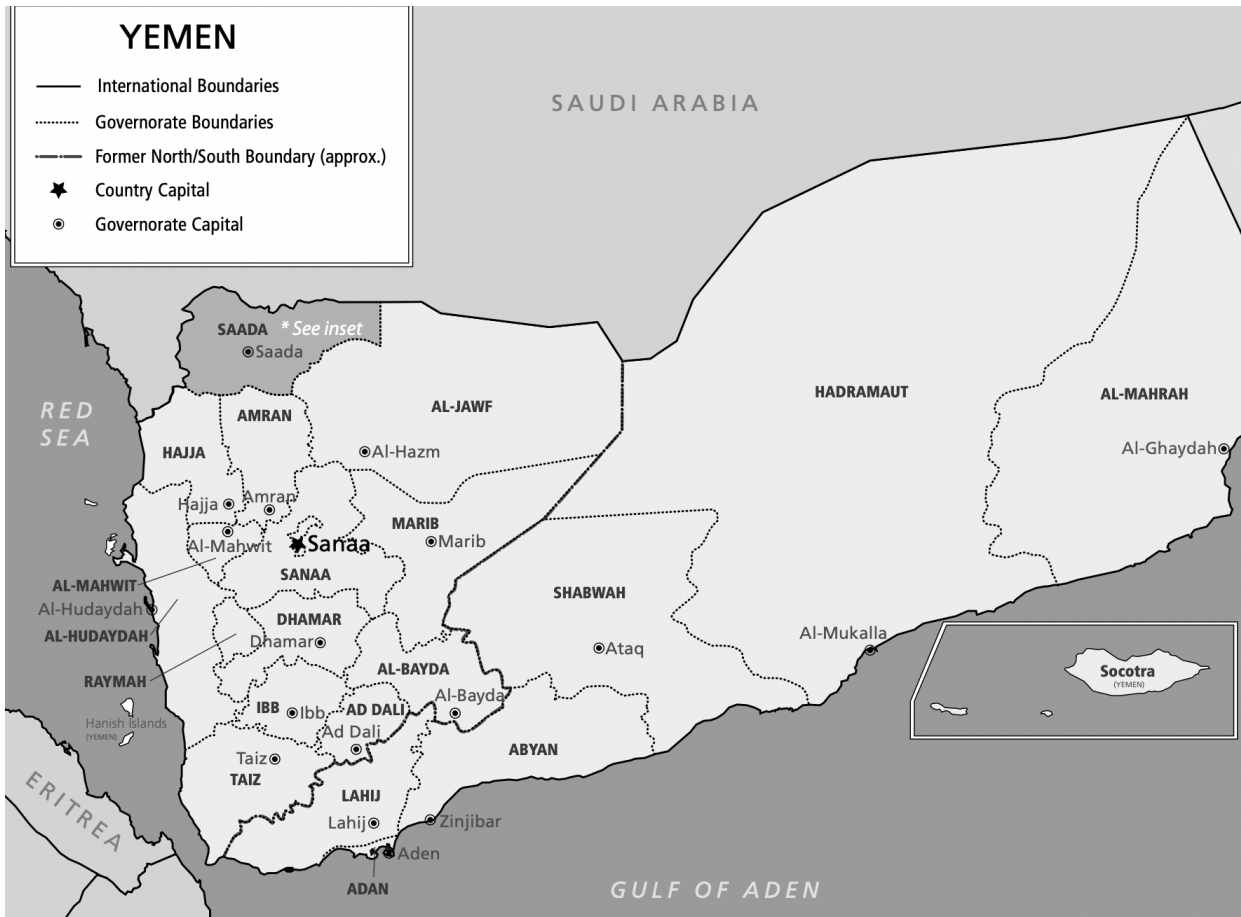 YEMEN
International Boundaries
Governorate Boundaries
Former North/South Boundary (approx.)
Country Capital
Governorate Capital
SAUDI ARABIA
SAADA
* See inset
Saada
RED
SEA
AMRAN
AL-JAWF
HADRAMAUT
AL-MAHRAH
HAJJA
Al-Hazm
Al-Ghaydah
Hajja
Amran
MARIB
Al-Mahwit
Sanaa
Marib
SANAA
AL-MAHWIT
Al-Hudaydah
SHABWAH
DHAMAR
AL-HUDAYDAH
Dhamar
Al-Mukalla
Ataq
AL-BAYDA
RAYMAH
Socotra
(YEMEN)
Al-Bayda
IBB
Ibb
AD DALI
Hanish Islands
(YEMEN)
Ad Dali
ABYAN
Taiz
TAIZ
LAHIJ
ERITREA
Lahij
Zinjibar
Aden
ADAN
GULF OF ADEN